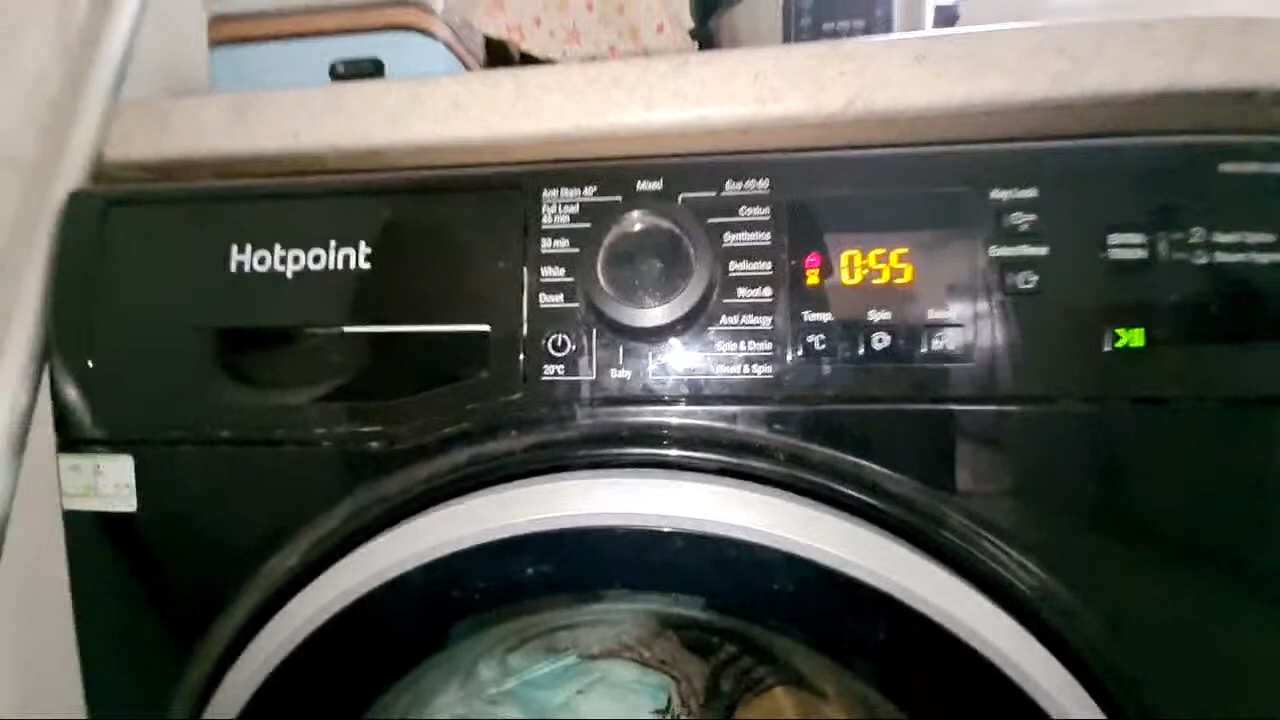 Hotpoint
Anti Stain 40°
Full Load
45 min
30 min
White
Duvet
20°C
Mixed
Baby
Eco 40-60
Cotton
Synthetics
Delicates
Wool
Anti Allergy
Spin & Drain
Rinse & Spin
0:55
Temp.
Spin
°C
Key Lock